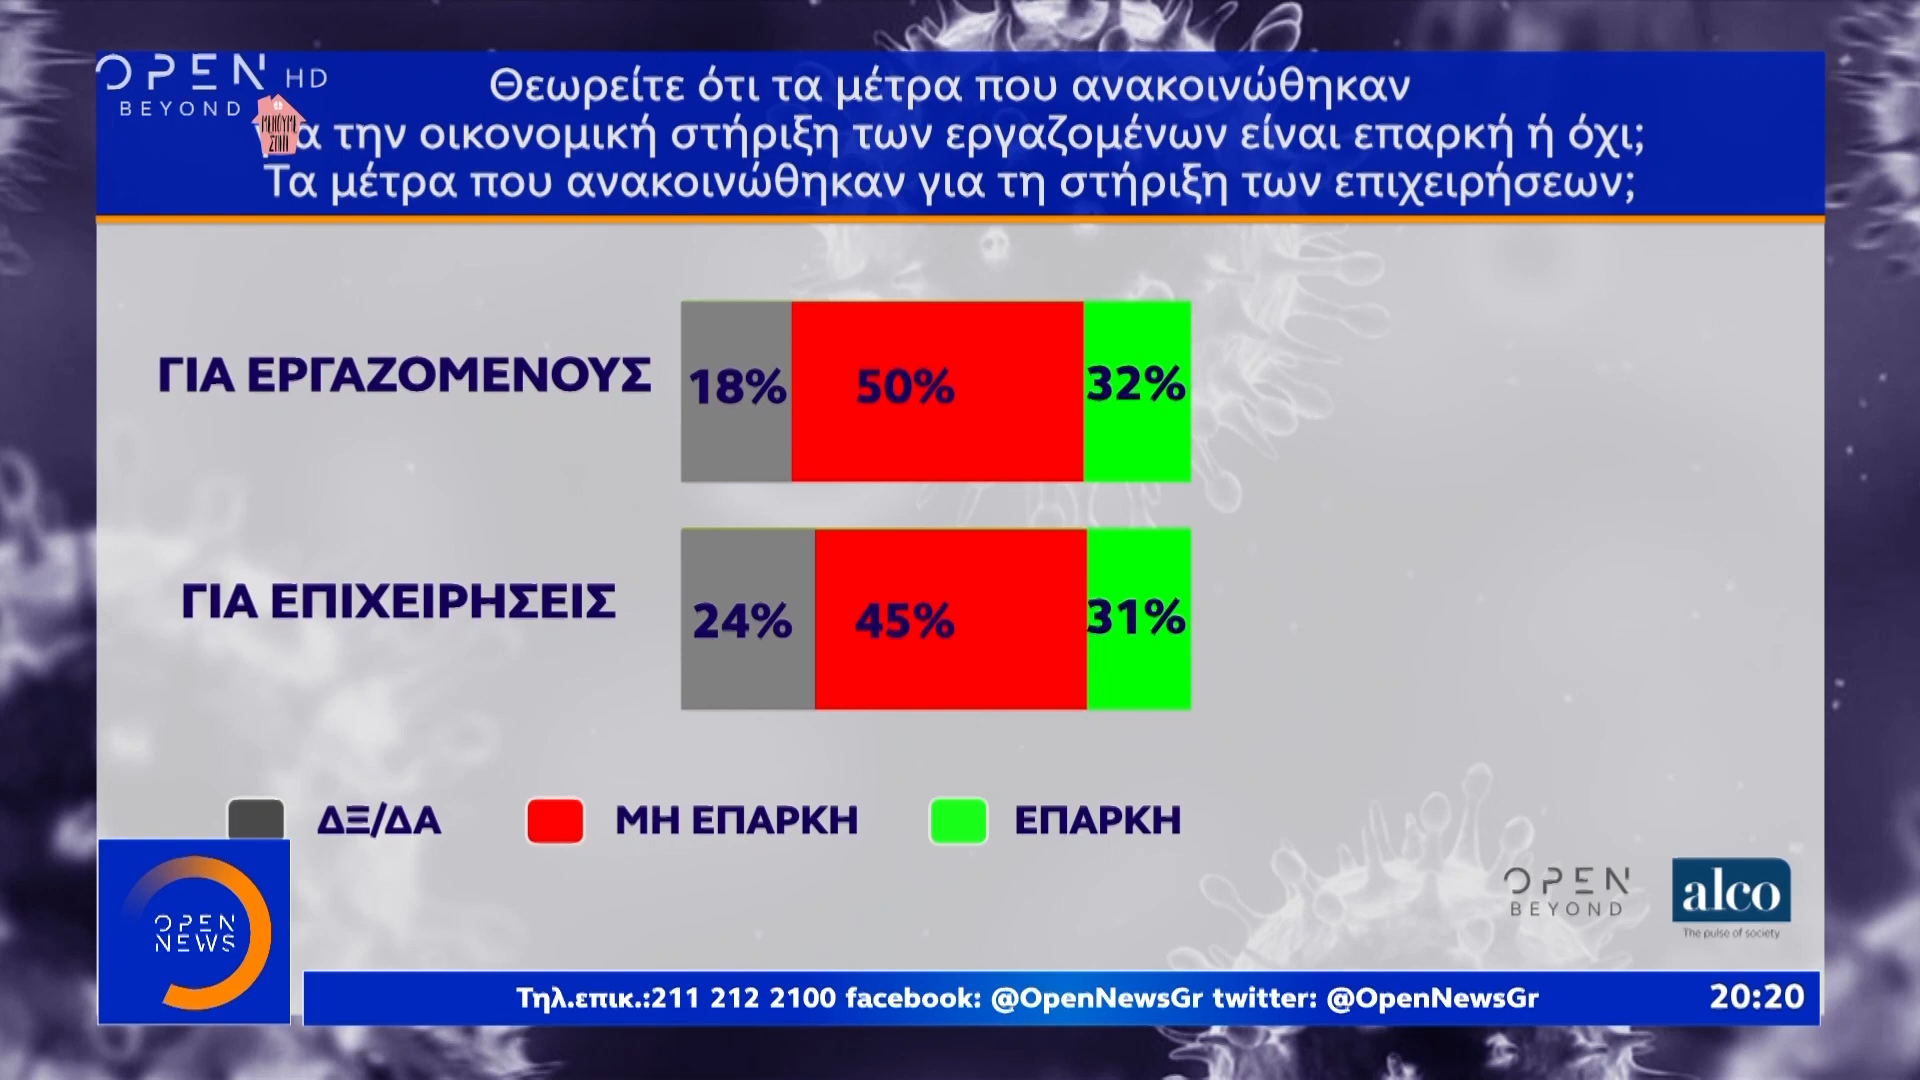 OPEN HD
BEYOND
ΜΕΝΟΥΜΕ
ΣΠΙΤΙ
Θεωρείτε ότι τα μέτρα που ανακοινώθηκαν
την οικονομική στήριξη των εργαζομένων είναι επαρκή ή όχι;
Τα μέτρα που ανακοινώθηκαν για τη στήριξη των επιχειρήσεων;
ΓΙΑ ΕΡΓΑΖΟΜΕΝΟΥΣ
18% 50% 32%
ΓΙΑ ΕΠΙΧΕΙΡΗΣΕΙΣ
24% 45% 31%
ΔΞ/ΔΑ ΜΗ ΕΠΑΡΚΗ ΕΠΑΡΚΗ
OPEN
BEYOND
alco
The pulse of society
OPEN
NEWS
Τηλ.επικ.:211 212 2100 facebook: @OpenNewsGr twitter: @OpenNewsGr
20:20